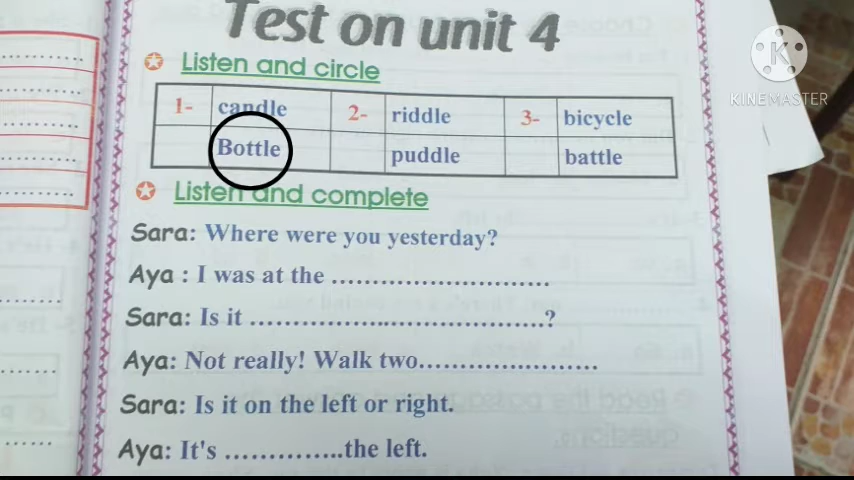 Test on unit 4
Listen and circle
1- candle 2- riddle 3- bicycle
Bottle puddle battle
Listen and complete
Sara: Where were you yesterday?
Aya : I was at the ..............................
Sara: Is it ........................................?
Aya: Not really! Walk two.........................
Sara: Is it on the left or right.
Aya: It's ................the left.
K
KINEMASTER